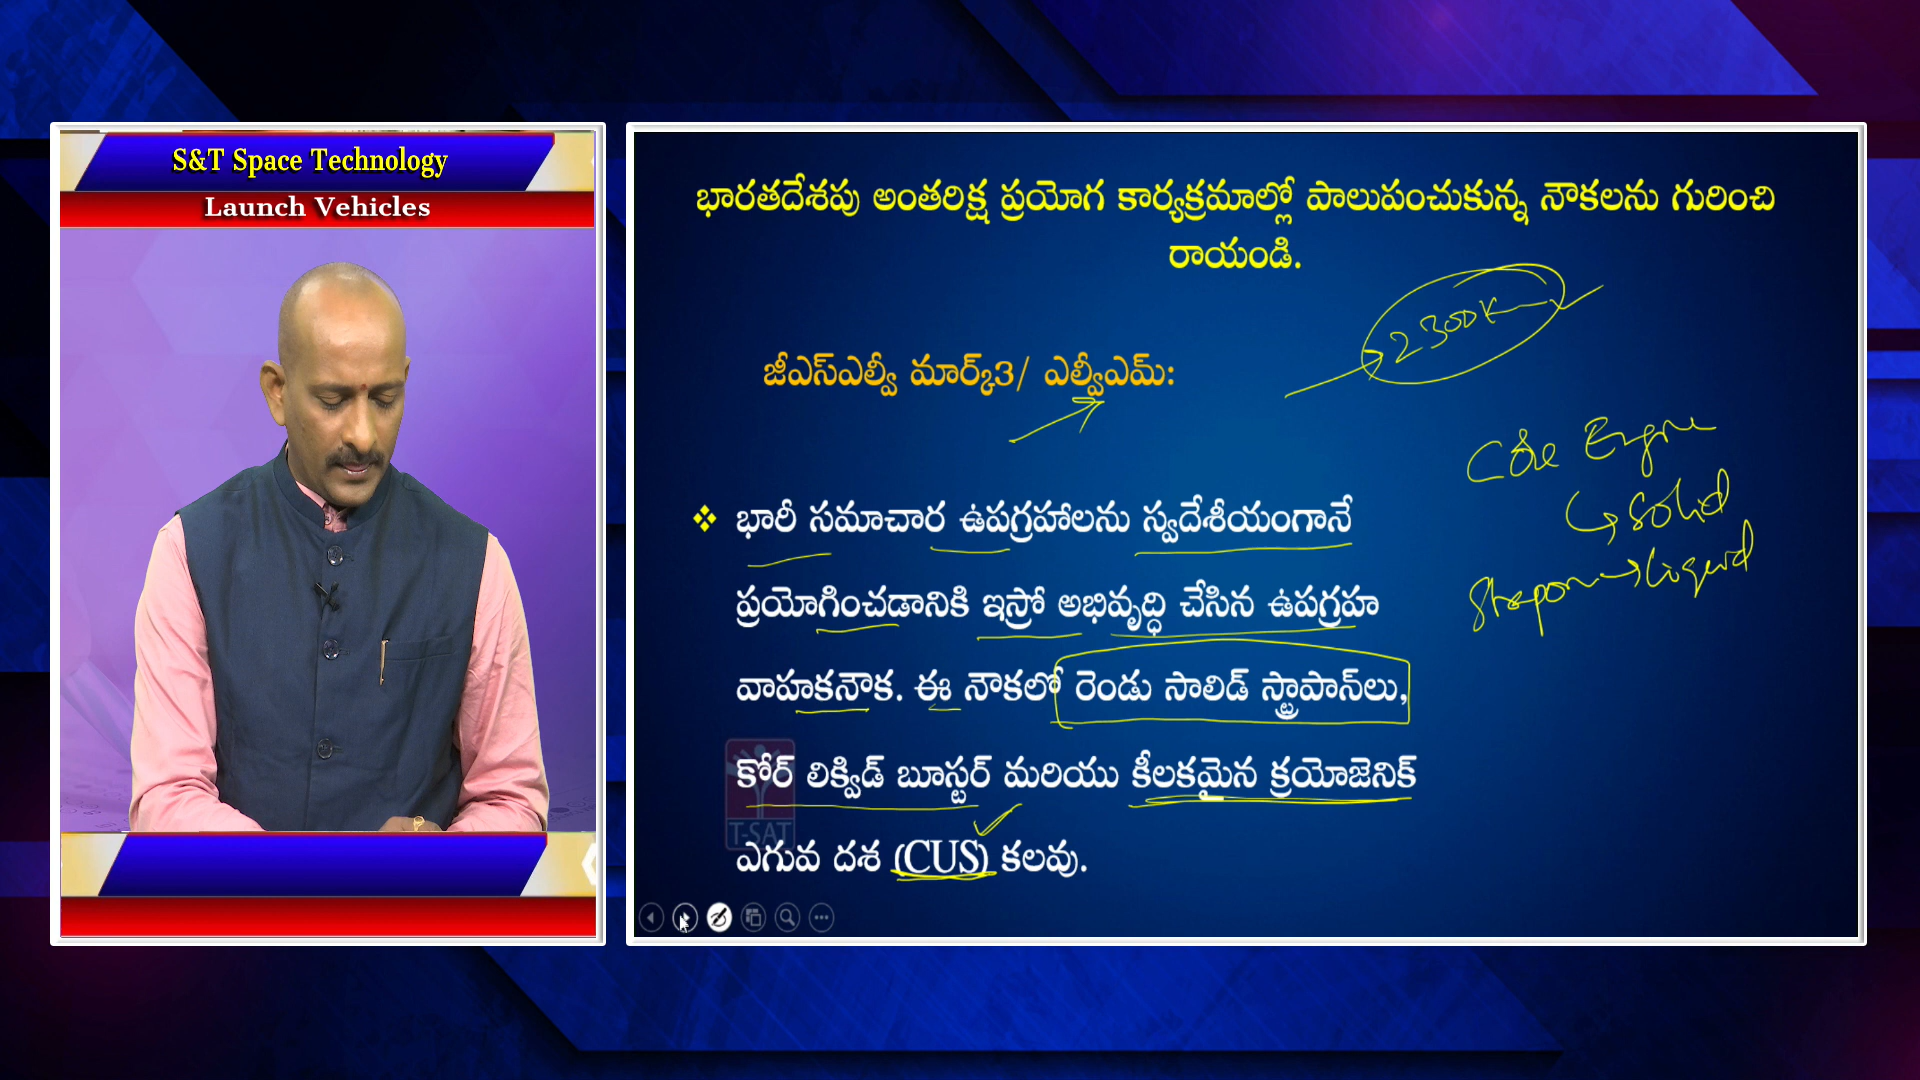 S&T Space Technology
Launch Vehicles
భారతదేశపు అంతరిక్ష ప్రయోగ కార్యక్రమాల్లో పాలుపంచుకున్న నౌకలను గురించి
రాయండి.
2300K
జీఎస్ఎల్వీ మార్క్3/ ఎల్వీఎమ్:
Core Engine
solid
Strapon → liquid
భారీ సమాచార ఉపగ్రహాలను స్వదేశీయంగానే
ప్రయోగించడానికి ఇస్రో అభివృద్ధి చేసిన ఉపగ్రహ
వాహకనౌక. ఈ నౌకలో రెండు సాలిడ్ స్ట్రాపాన్‌లు,
కోర్ లిక్విడ్ బూస్టర్ మరియు కీలకమైన క్రయోజెనిక్
ఎగువ దశ (CUS) కలవు.
T-SAT